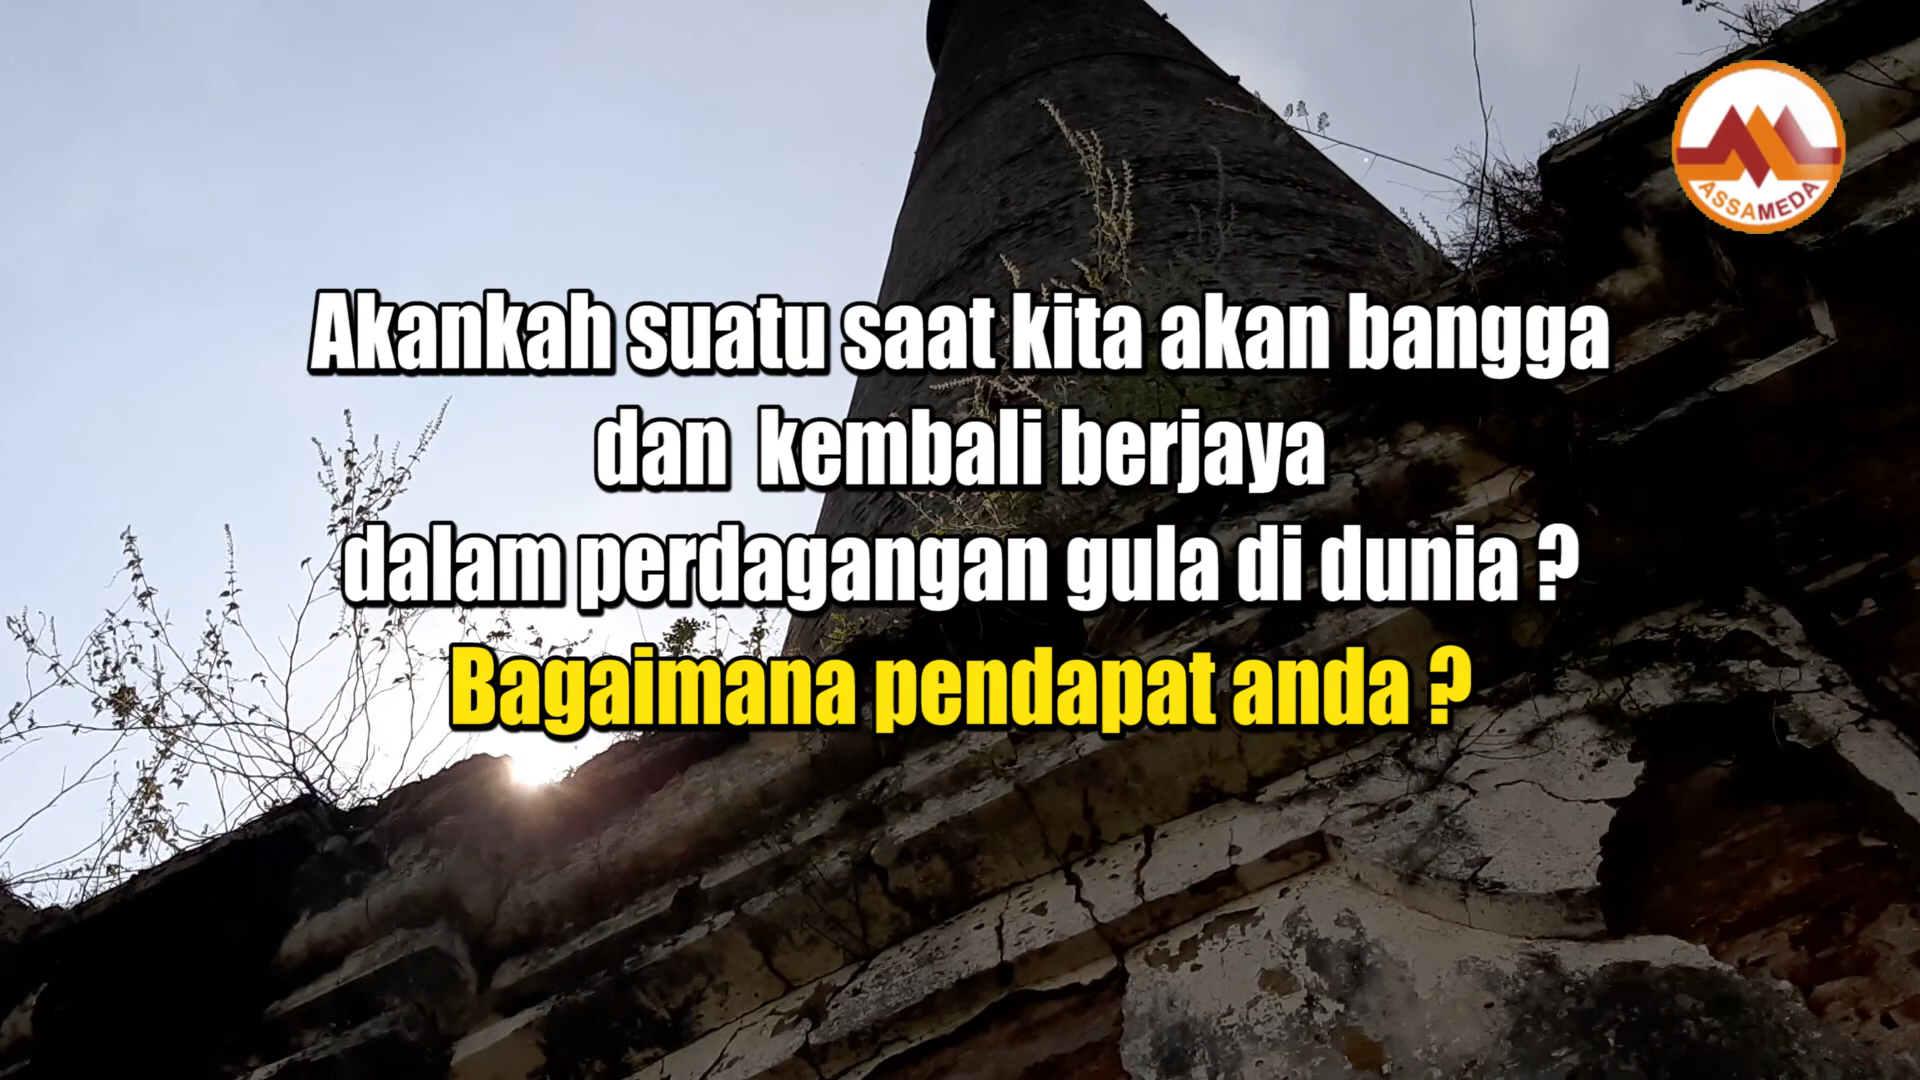 ASSAMEDA
Akankah suatu saat kita akan bangga
dan kembali berjaya
dalam perdagangan gula di dunia ?
Bagaimana pendapat anda ?